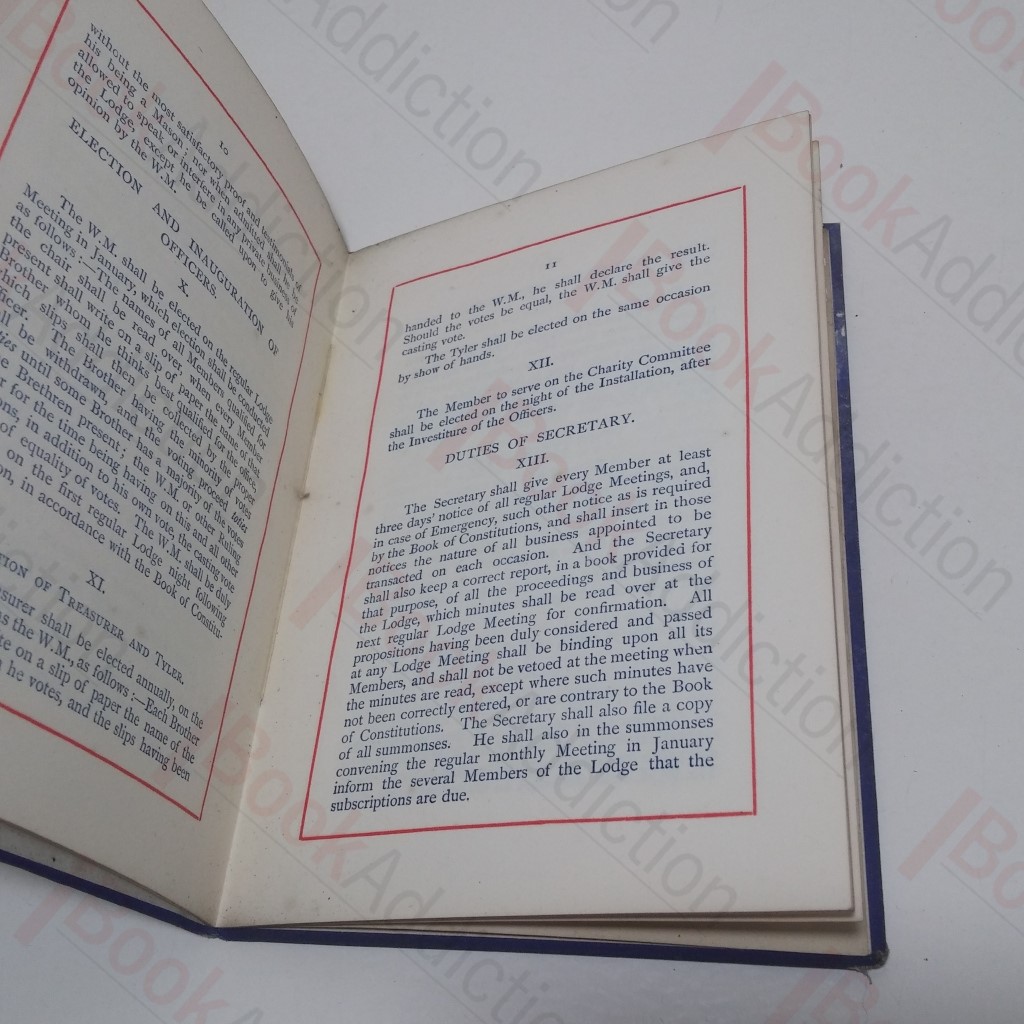 10
without the most satisfactory proof and testimonial, of
his being a Mason; nor when admitted shall he be
allowed to speak or interfere in any private business of
the Lodge, except he be called upon to give his
opinion by the W.M.
ELECTION AND INAUGURATION OF
OFFICERS.
X.
The W.M. shall be elected on the regular Lodge
Meeting in January, which election shall be conducted
as follows:—The names of all Members qualified for
the chair shall be read over, when every Member
present shall write on a slip of paper the name of that
Brother whom he thinks best qualified for the office,
which slips shall then be collected by the proper
officer. The Brother having the minority of votes
shall be withdrawn, and the voting proceed toties
until some Brother has a majority of the votes
Brethren present; the W.M. or other Ruling
for the time being having on this and all other
in addition to his own vote, the casting vote
of equality of votes. The W.M. shall be duly
on the first regular Lodge night following
in accordance with the Book of Constitu-
XI.
OF TREASURER AND TYLER.
shall be elected annually, on the
as the W.M., as follows:—Each Brother
on a slip of paper the name of the
he votes, and the slips having been
11
handed to the W.M., he shall declare the result.
Should the votes be equal, the W.M. shall give the
casting vote.
The Tyler shall be elected on the same occasion
by show of hands.
XII.
The Member to serve on the Charity Committee
shall be elected on the night of the Installation, after
the Investiture of the Officers.
DUTIES OF SECRETARY.
XIII.
The Secretary shall give every Member at least
three days' notice of all regular Lodge Meetings, and,
in case of Emergency, such other notice as is required
by the Book of Constitutions, and shall insert in those
notices the nature of all business appointed to be
transacted on each occasion. And the Secretary
shall also keep a correct report, in a book provided for
that purpose, of all the proceedings and business of
the Lodge, which minutes shall be read over at the
next regular Lodge Meeting for confirmation. All
propositions having been duly considered and passed
at any Lodge Meeting shall be binding upon all its
Members, and shall not be vetoed at the meeting when
the minutes are read, except where such minutes have
not been correctly entered, or are contrary to the Book
of Constitutions. The Secretary shall also file a copy
of all summonses. He shall also in the summonses
convening the regular monthly Meeting in January
inform the several Members of the Lodge that the
subscriptions are due.
BookAddiction